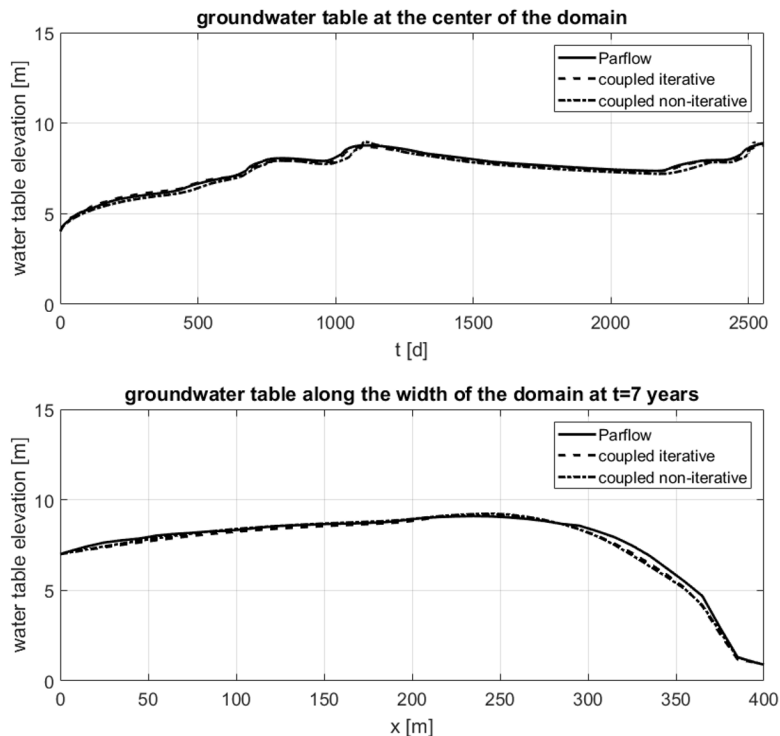 groundwater table at the center of the domain
15
10
5
0
water table elevation [m]
Parflow
coupled iterative
coupled non-iterative
0 500 1000 1500 2000 2500
t [d]
groundwater table along the width of the domain at t=7 years
15
10
5
0
water table elevation [m]
Parflow
coupled iterative
coupled non-iterative
0 50 100 150 200 250 300 350 400
x [m]